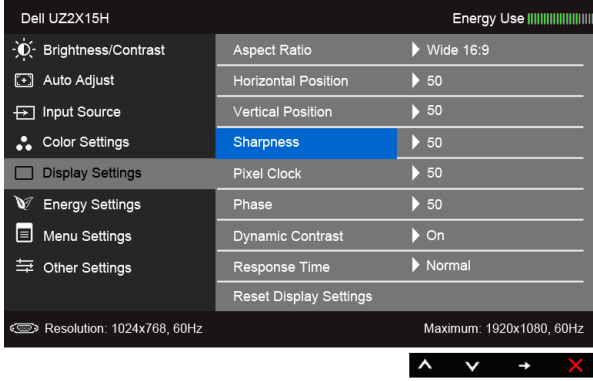 Dell UZ2X15H Energy Use
Brightness/Contrast Aspect Ratio Wide 16:9
Auto Adjust Horizontal Position 50
Input Source Vertical Position 50
Color Settings Sharpness 50
Display Settings Pixel Clock 50
Energy Settings Phase 50
Menu Settings Dynamic Contrast On
Other Settings Response Time Normal
Reset Display Settings
Resolution: 1024x768, 60Hz Maximum: 1920x1080, 60Hz